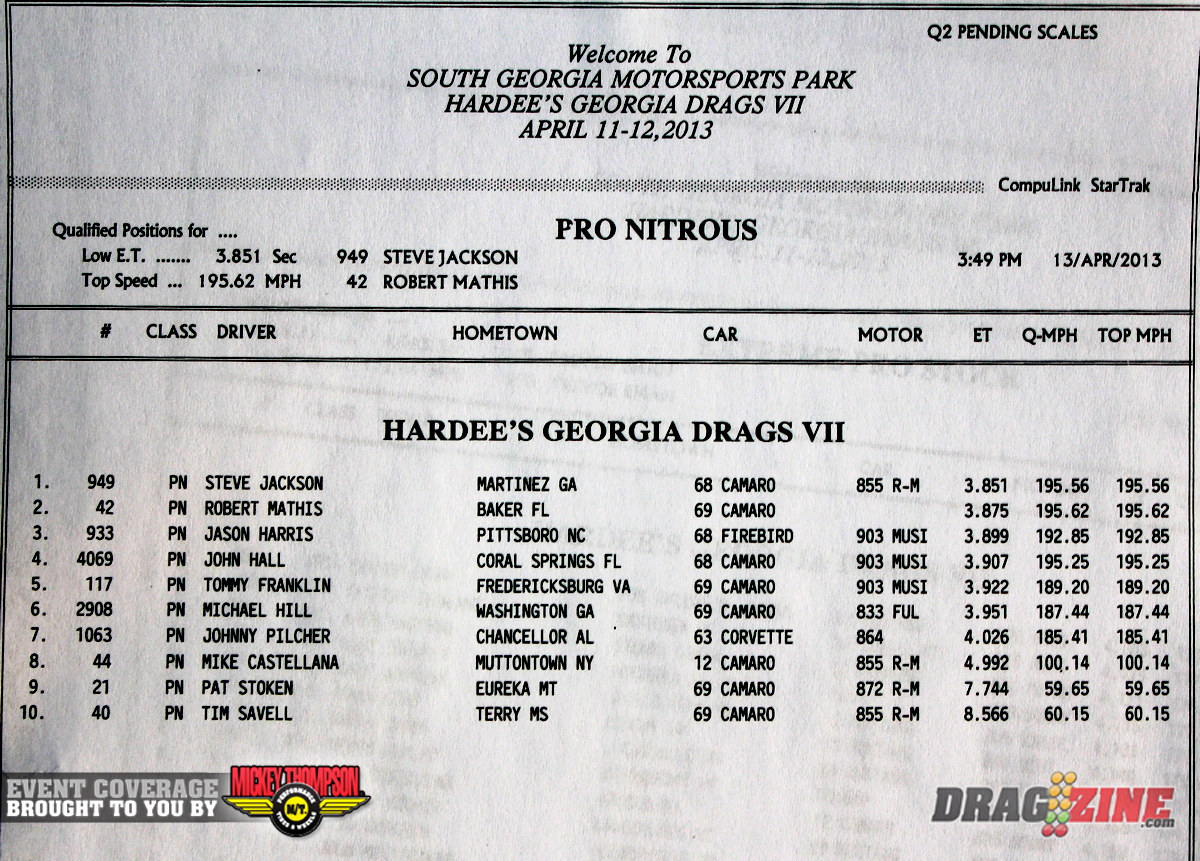 Q2 PENDING SCALES
Welcome To
SOUTH GEORGIA MOTORSPORTS PARK
HARDEE'S GEORGIA DRAGS VII
APRIL 11-12,2013
CompuLink StarTrak
Qualified Positions for ....
PRO NITROUS
Low E.T. ....... 3.851 Sec 949 STEVE JACKSON 3:49 PM 13/APR/2013
Top Speed ... 195.62 MPH 42 ROBERT MATHIS
# CLASS DRIVER HOMETOWN CAR MOTOR ET Q-MPH TOP MPH
HARDEE'S GEORGIA DRAGS VII
1. 949 PN STEVE JACKSON MARTINEZ GA 68 CAMARO 855 R-M 3.851 195.56 195.56
2. 42 PN ROBERT MATHIS BAKER FL 69 CAMARO 3.875 195.62 195.62
3. 933 PN JASON HARRIS PITTSBORO NC 68 FIREBIRD 903 MUSI 3.899 192.85 192.85
4. 4069 PN JOHN HALL CORAL SPRINGS FL 68 CAMARO 903 MUSI 3.907 195.25 195.25
5. 117 PN TOMMY FRANKLIN FREDERICKSBURG VA 69 CAMARO 903 MUSI 3.922 189.20 189.20
6. 2908 PN MICHAEL HILL WASHINGTON GA 69 CAMARO 833 FUL 3.951 187.44 187.44
7. 1063 PN JOHNNY PILCHER CHANCELLOR AL 63 CORVETTE 864 4.026 185.41 185.41
8. 44 PN MIKE CASTELLANA MUTTONTOWN NY 12 CAMARO 855 R-M 4.992 100.14 100.14
9. 21 PN PAT STOKEN EUREKA MT 69 CAMARO 872 R-M 7.744 59.65 59.65
10. 40 PN TIM SAVELL TERRY MS 69 CAMARO 855 R-M 8.566 60.15 60.15
EVENT COVERAGE
BROUGHT TO YOU BY
MICKEY THOMPSON
PERFORMANCE
M/T
TIRES & WHEELS
DRAGZINE
.com